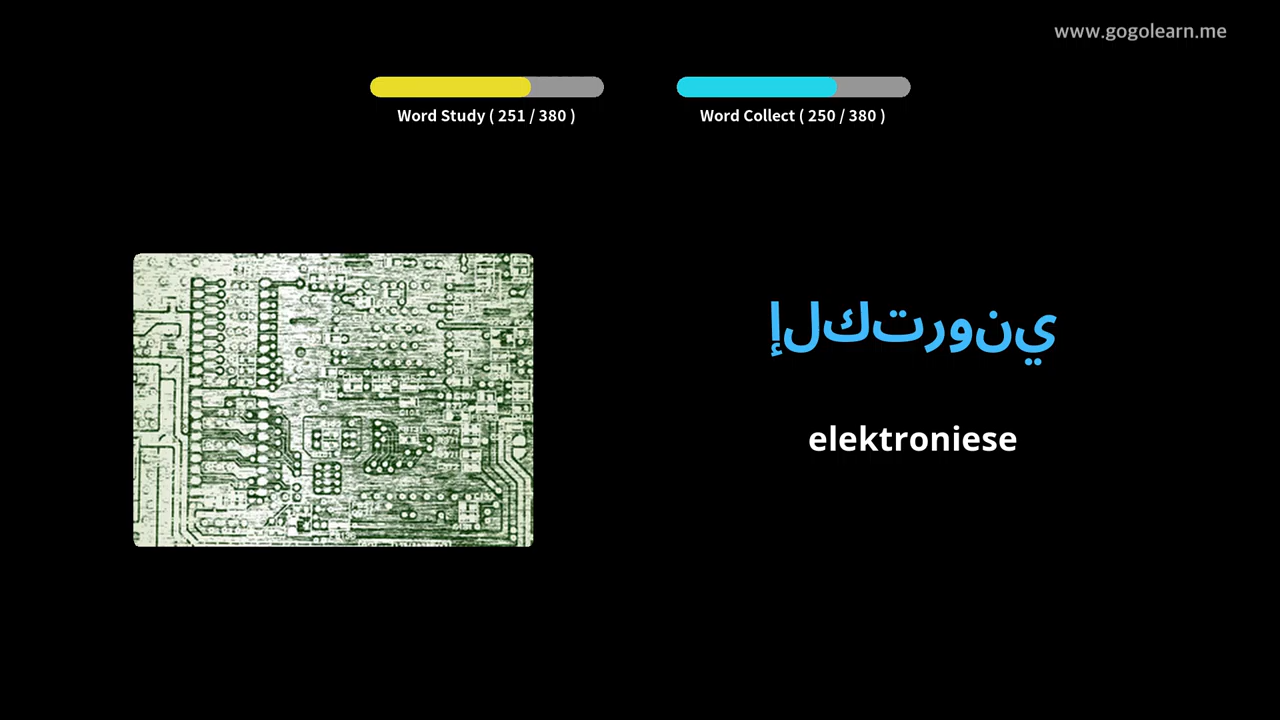 www.gogolearn.me
Word Study ( 251 / 380 )
Word Collect ( 250 / 380 )
إلكتروني
elektroniese